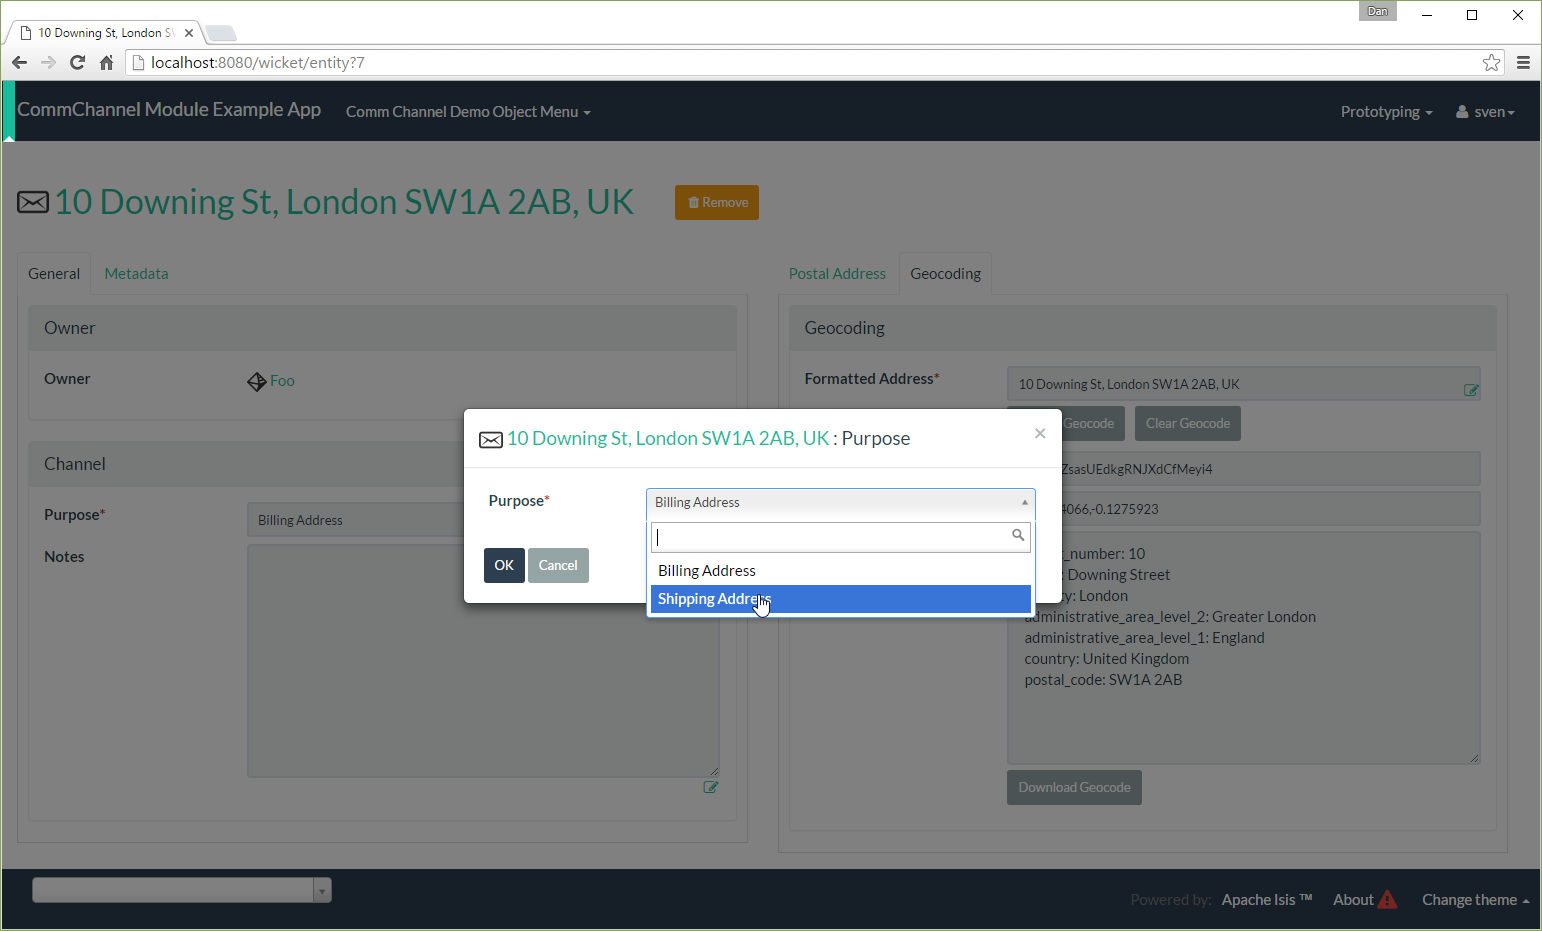 Dan
10 Downing St, London S
localhost:8080/wicket/entity?7
CommChannel Module Example App
Comm Channel Demo Object Menu
Prototyping
sven
10 Downing St, London SW1A 2AB, UK
Remove
General
Metadata
Owner
Owner
Foo
Channel
Purpose*
Billing Address
Notes
Postal Address
Geocoding
Geocoding
Formatted Address*
10 Downing St, London SW1A 2AB, UK
Geocode
Clear Geocode
ZsasUEdkgRNJXdCfMeyi4
4066,-0.1275923
_number: 10
: Downing Street
ry: London
administrative_area_level_2: Greater London
administrative_area_level_1: England
country: United Kingdom
postal_code: SW1A 2AB
Download Geocode
10 Downing St, London SW1A 2AB, UK : Purpose
×
Purpose*
Billing Address
Billing Address
Shipping Address
OK
Cancel
Powered by:
Apache Isis ™
About
Change theme